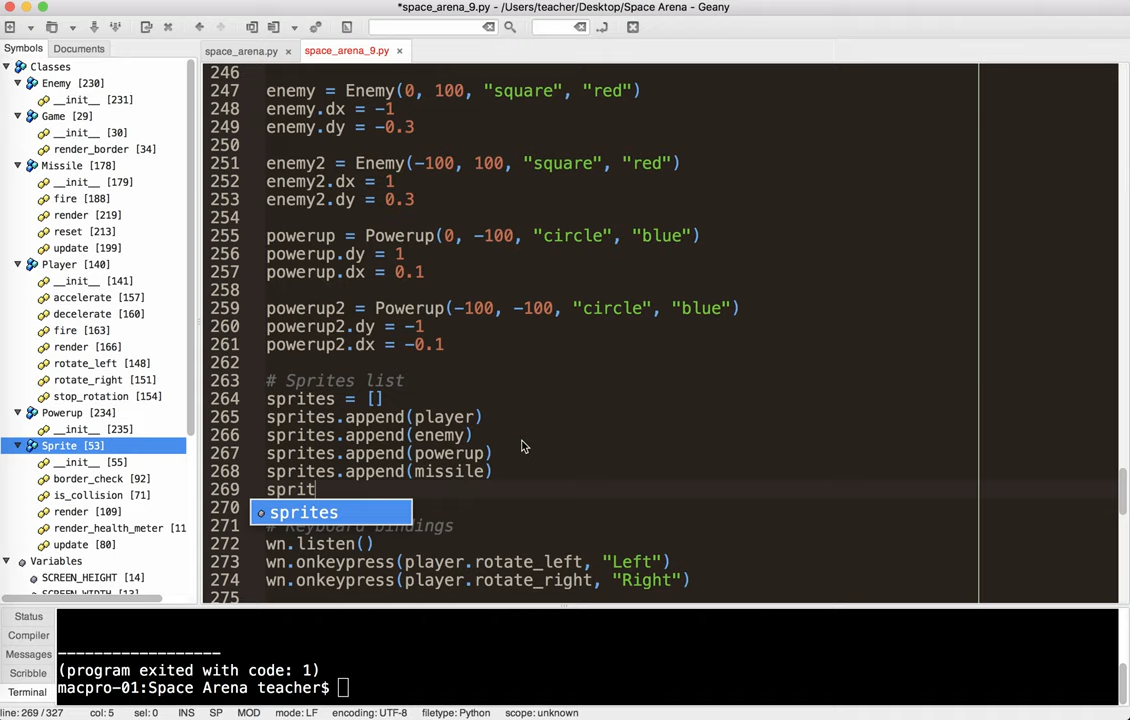 *space_arena_9.py - /Users/teacher/Desktop/Space Arena - Geany
Symbols Documents space_arena.py × space_arena_9.py ×
Classes
Enemy [230]
__init__ [231]
Game [29]
__init__ [30]
render_border [34]
Missile [178]
__init__ [179]
fire [188]
render [219]
reset [213]
update [199]
Player [140]
__init__ [141]
accelerate [157]
decelerate [160]
fire [163]
render [166]
rotate_left [148]
rotate_right [151]
stop_rotation [154]
Powerup [234]
__init__ [235]
Sprite [53]
__init__ [55]
border_check [92]
is_collision [71]
render [109]
render_health_meter [11
update [80]
Variables
SCREEN_HEIGHT [14]
SCREEN_WIDTH [13]
246
247 enemy = Enemy(0, 100, "square", "red")
248 enemy.dx = -1
249 enemy.dy = -0.3
250
251 enemy2 = Enemy(-100, 100, "square", "red")
252 enemy2.dx = 1
253 enemy2.dy = 0.3
254
255 powerup = Powerup(0, -100, "circle", "blue")
256 powerup.dy = 1
257 powerup.dx = 0.1
258
259 powerup2 = Powerup(-100, -100, "circle", "blue")
260 powerup2.dy = -1
261 powerup2.dx = -0.1
262
263 # Sprites list
264 sprites = []
265 sprites.append(player)
266 sprites.append(enemy)
267 sprites.append(powerup)
268 sprites.append(missile)
269 sprit
270 sprites
271 # Keyboard bindings
272 wn.listen()
273 wn.onkeypress(player.rotate_left, "Left")
274 wn.onkeypress(player.rotate_right, "Right")
275
Status
Compiler
Messages
Scribble
Terminal
------------------
(program exited with code: 1)
macpro-01:Space Arena teacher$
line: 269 / 327 col: 5 sel: 0 INS SP MOD mode: LF encoding: UTF-8 filetype: Python scope: unknown